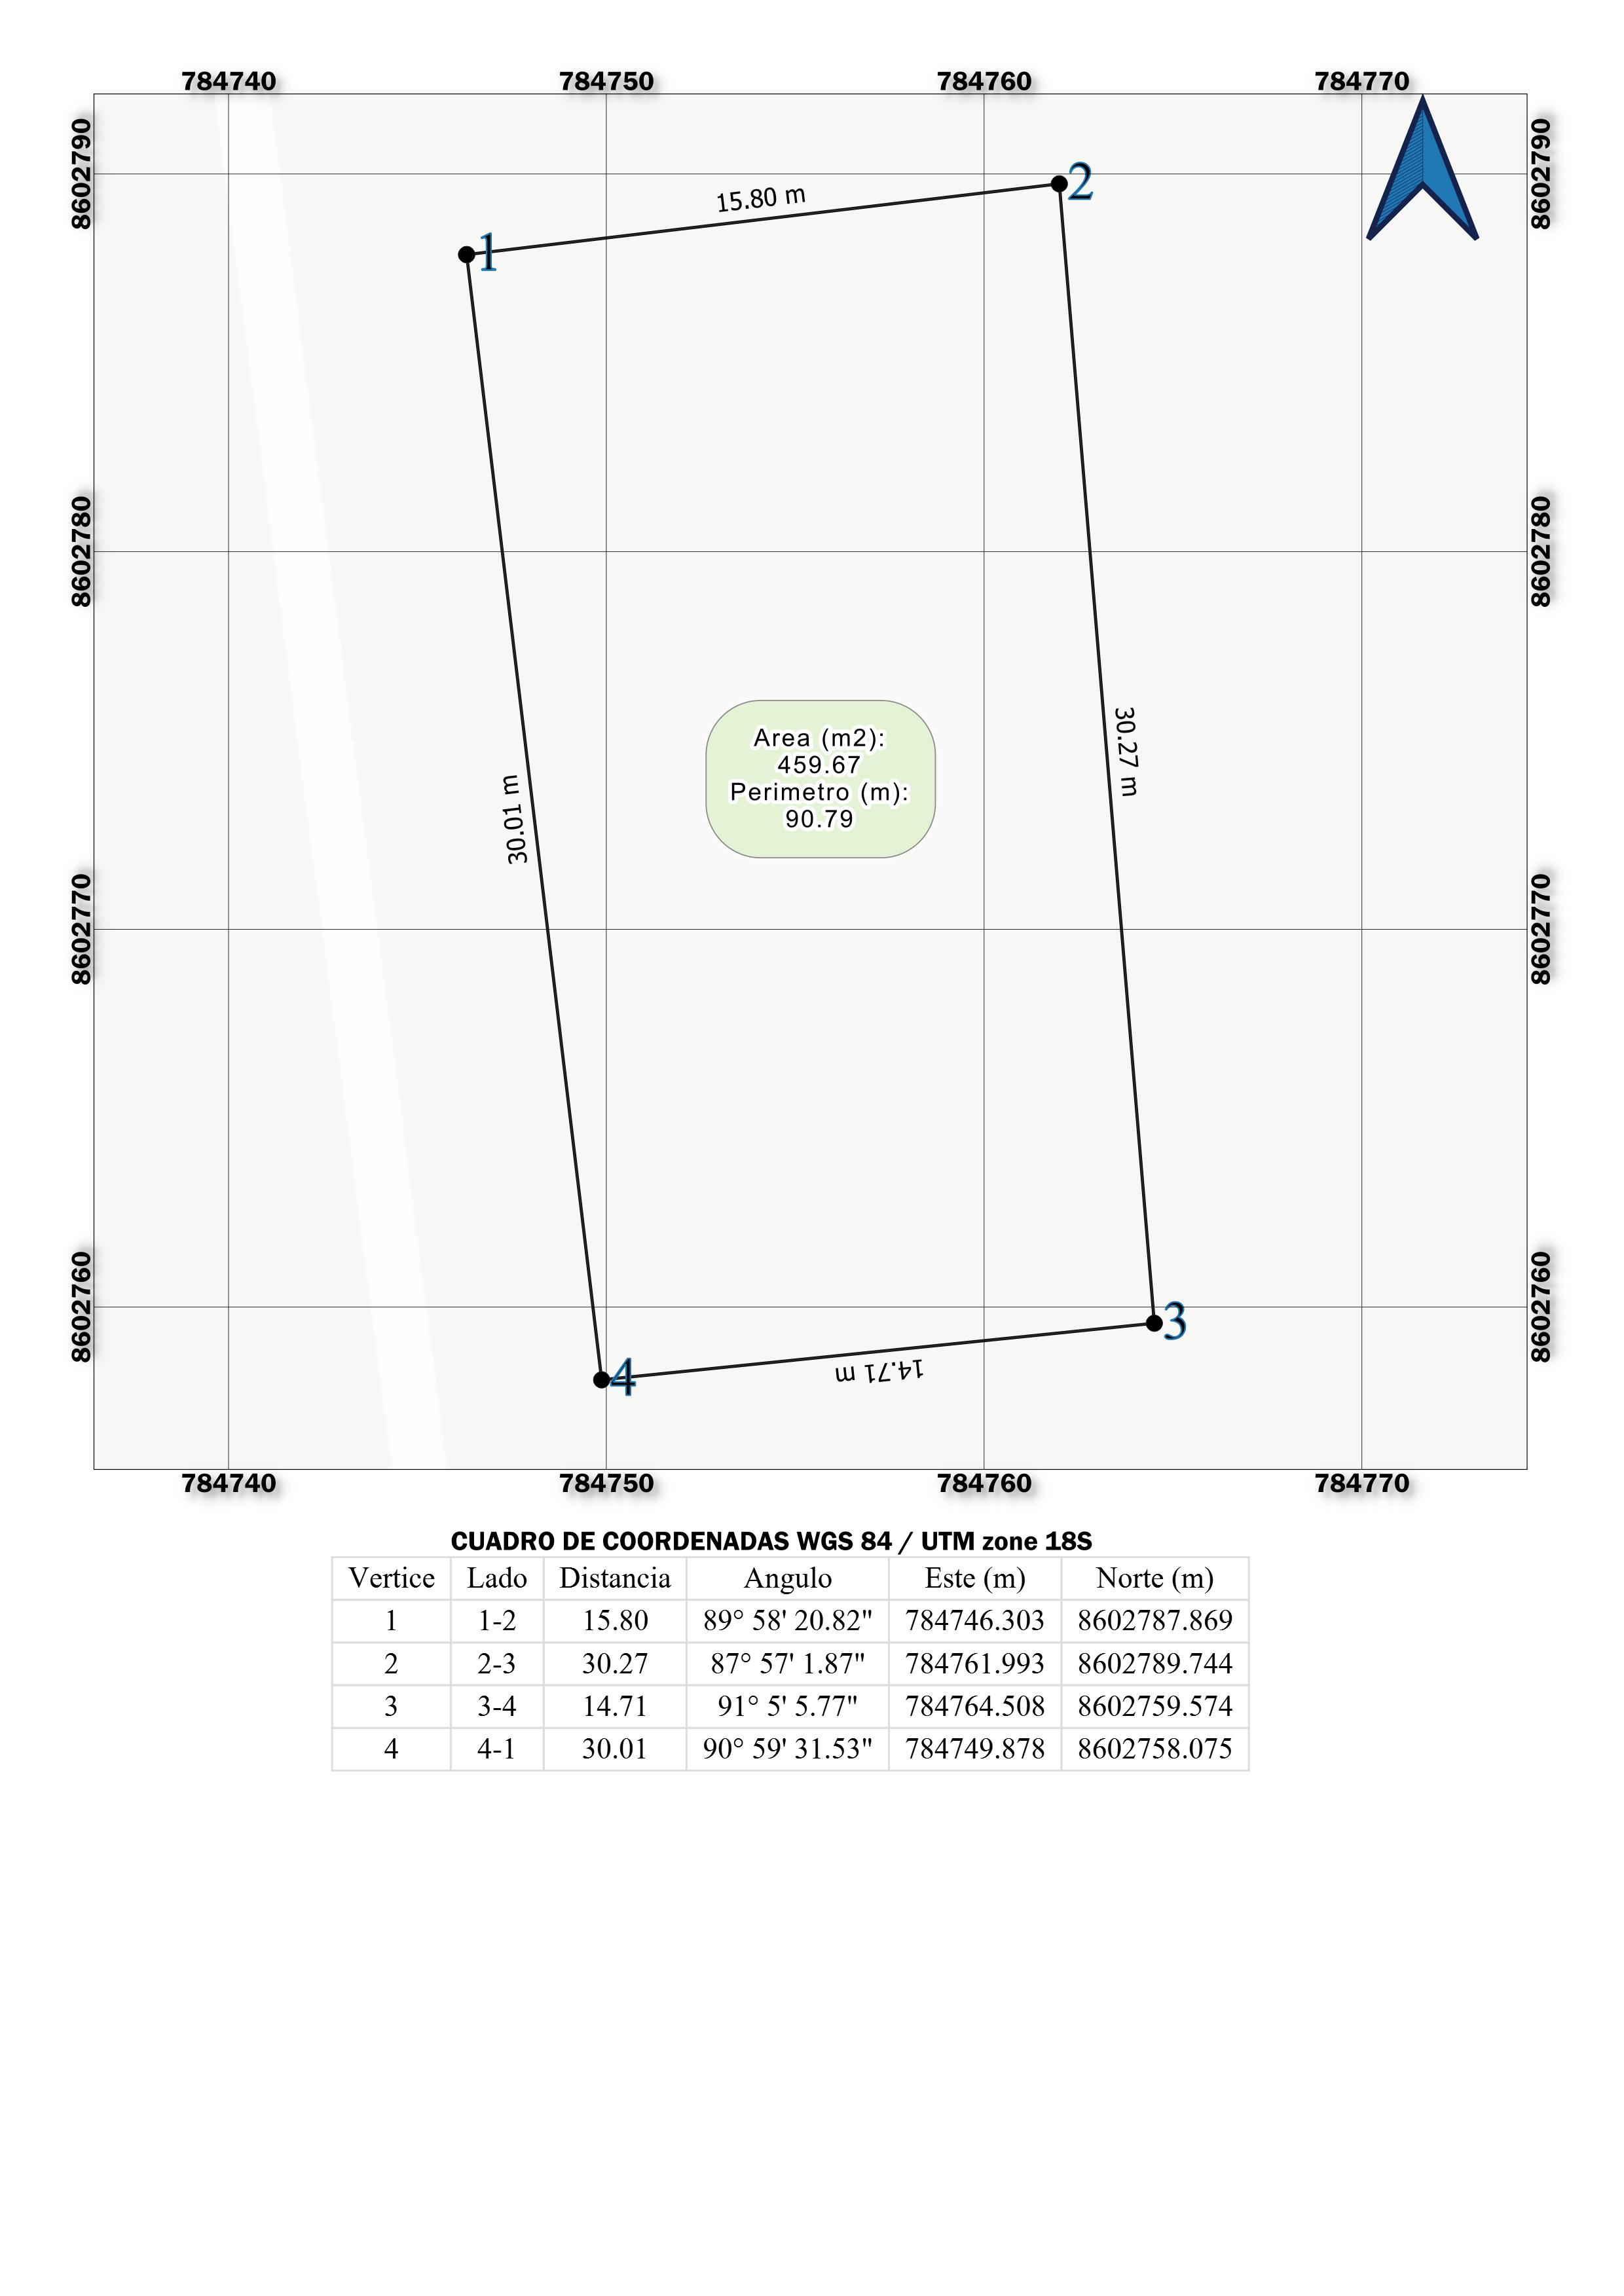 784740 784750 784760 784770
8602790 8602790
2
15.80 m
1
8602780 8602780
30.27 m
Area (m2):
459.67
Perimetro (m):
90.79
30.01 m
8602770 8602770
8602760 8602760
3
14.71 m
4
784740 784750 784760 784770
CUADRO DE COORDENADAS WGS 84 / UTM zone 18S
Vertice Lado Distancia Angulo Este (m) Norte (m)
1 1-2 15.80 89° 58' 20.82" 784746.303 8602787.869
2 2-3 30.27 87° 57' 1.87" 784761.993 8602789.744
3 3-4 14.71 91° 5' 5.77" 784764.508 8602759.574
4 4-1 30.01 90° 59' 31.53" 784749.878 8602758.075